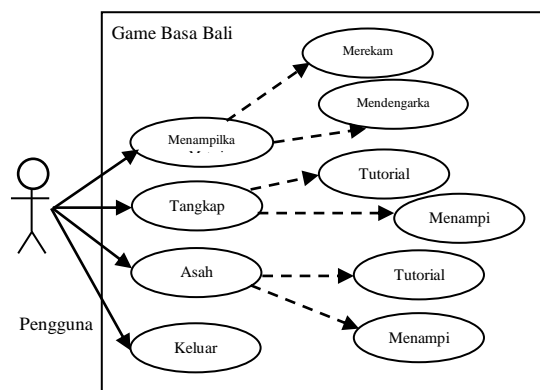 Game Basa Bali
Merekam
Mendengarka
Menampilka
Tangkap
Tutorial
Menampi
Asah
Tutorial
Pengguna
Menampi
Keluar